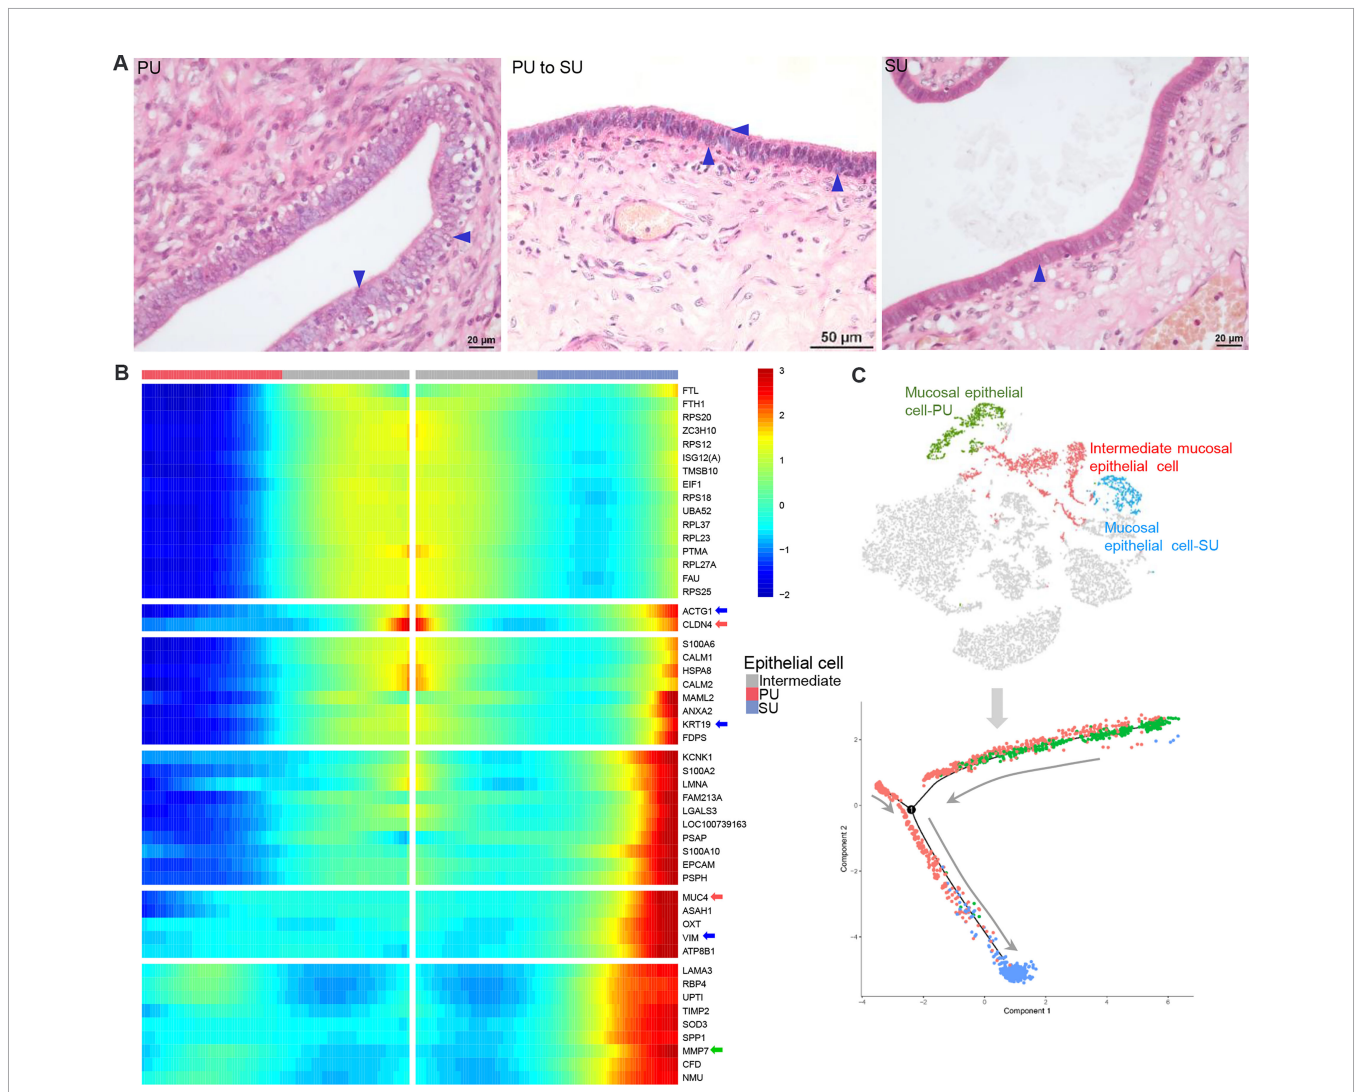 A
PU
PU to SU
SU
20 μm
50 μm
20 μm
B
FTL
FTH1
RPS20
ZC3H10
RPS12
ISG12(A)
TMSB10
EIF1
RPS18
UBA52
RPL37
RPL23
PTMA
RPL27A
FAU
RPS25
ACTG1
CLDN4
S100A6
CALM1
HSPA8
CALM2
MAML2
ANXA2
KRT19
FDPS
KCNK1
S100A2
LMNA
FAM213A
LGALS3
LOC100739163
PSAP
S100A10
EPCAM
PSPH
MUC4
ASAH1
OXT
VIM
ATP8B1
LAMA3
RBP4
UPTI
TIMP2
SOD3
SPP1
MMP7
CFD
NMU
3
2
1
0
−1
−2
Epithelial cell
Intermediate
PU
SU
C
Mucosal epithelial
cell-PU
Intermediate mucosal
epithelial cell
Mucosal
epithelial cell-SU
2
0
−2
−4
Component 2
1
−4
−2
0
2
4
6
Component 1